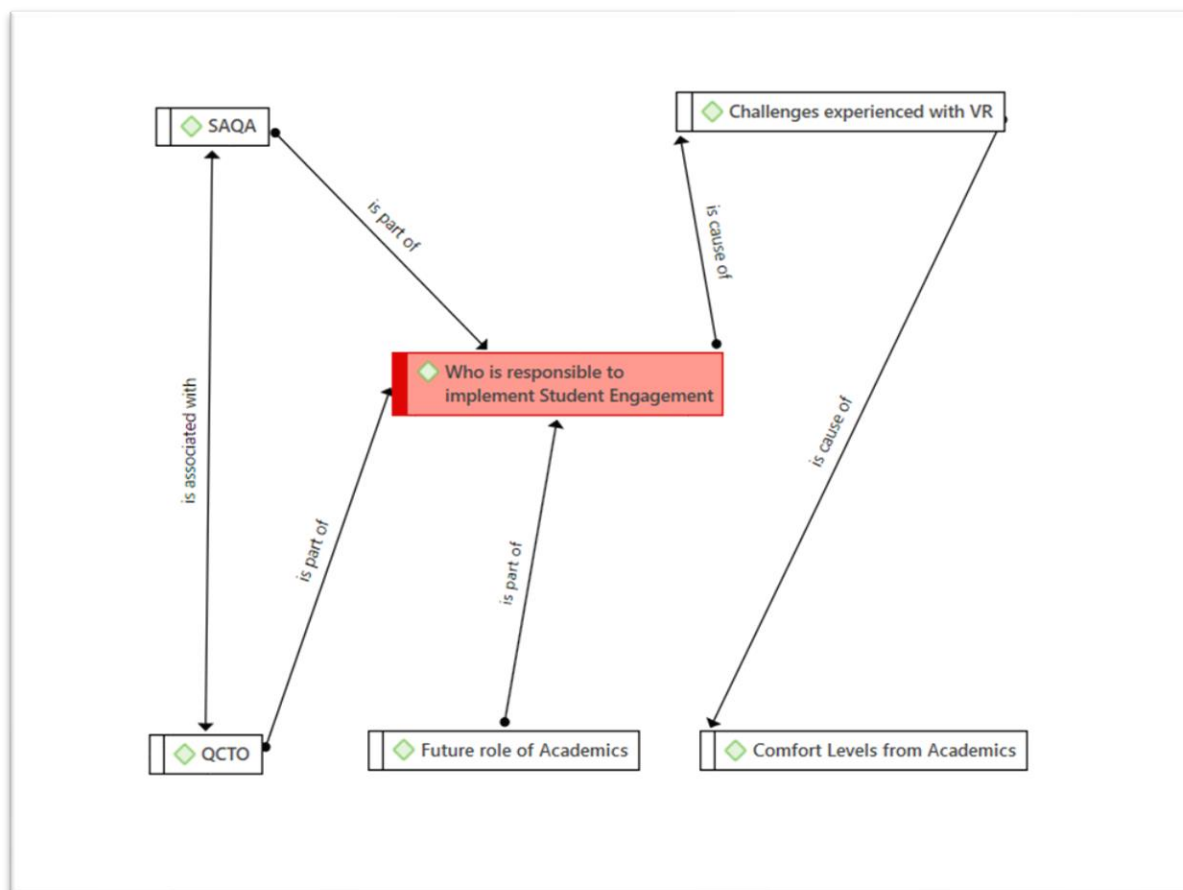 SAQA
Challenges experienced with VR
is part of
is cause of
Who is responsible to
implement Student Engagement
is associated with
is cause of
is part of
is part of
QCTO
Future role of Academics
Comfort Levels from Academics